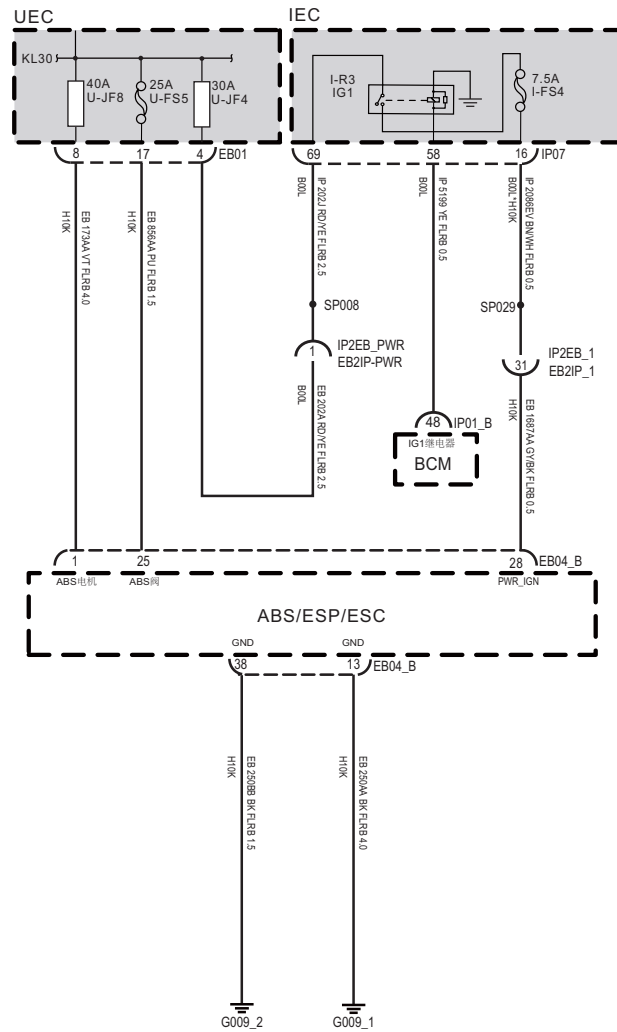 UEC
IEC
KL30
40A
U-JF8
25A
U-FS5
30A
U-JF4
I-R3
IG1
7.5A
I-FS4
8
17
4
EB01
69
58
16
IP07
EB 173AA VT FLRB 4.0
H10K
EB 856AA PU FLRB 1.5
H10K
IP 202J RD/YE FLRB 2.5
B00L
IP 5199 YE FLRB 0.5
B00L
IP 2086EV BN/WH FLRB 0.5
B00L*H10K
SP008
SP029
1
IP2EB_PWR
EB2IP-PWR
31
IP2EB_1
EB2IP_1
EB 202A RD/YE FLRB 2.5
B00L
EB 1687AA GY/BK FLRB 0.5
H10K
48
IP01_B
IG1继电器
BCM
1
25
28
EB04_B
ABS电机
ABS阀
PWR_IGN
ABS/ESP/ESC
GND
GND
38
13
EB04_B
EB 250BB BK FLRB 1.5
H10K
EB 250AA BK FLRB 4.0
H10K
G009_2
G009_1